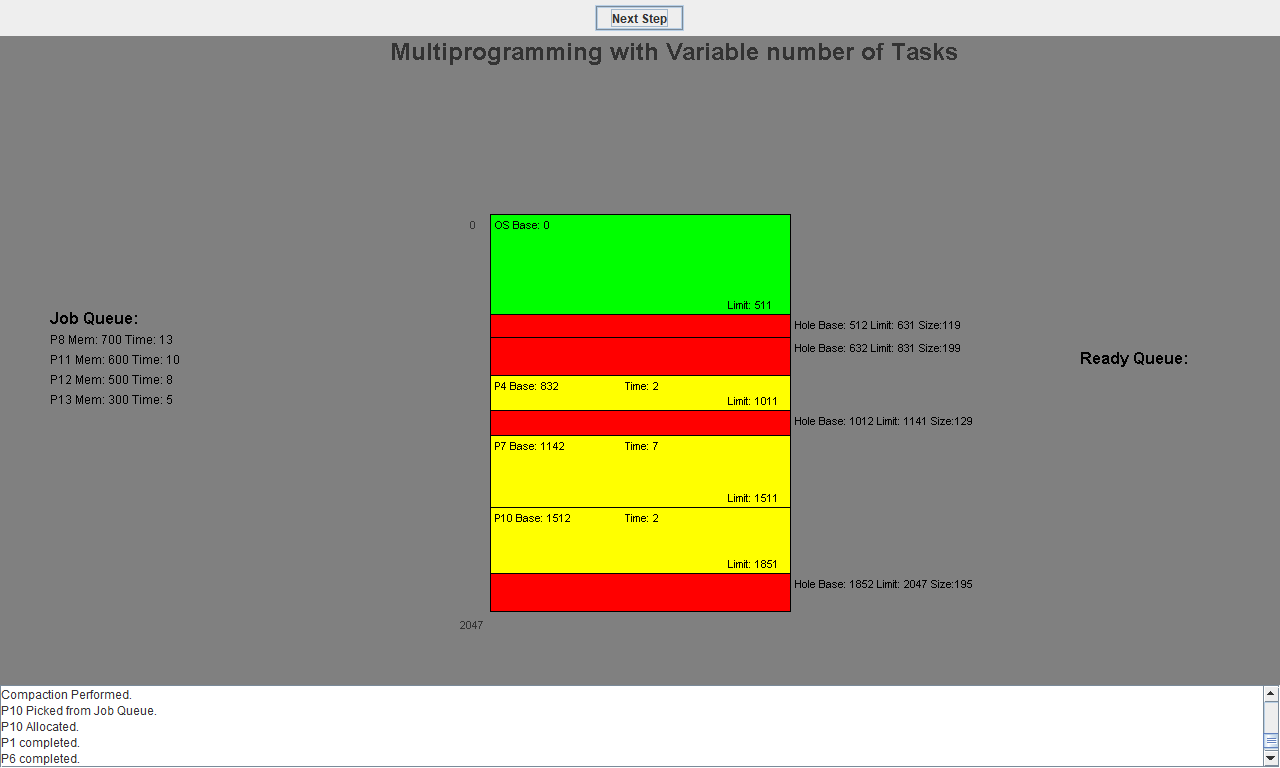 Next Step
Multiprogramming with Variable number of Tasks
0
OS Base: 0
Limit: 511
Hole Base: 512 Limit: 631 Size:119
Hole Base: 632 Limit: 831 Size:199
P4 Base: 832 Time: 2
Limit: 1011
Hole Base: 1012 Limit: 1141 Size:129
P7 Base: 1142 Time: 7
Limit: 1511
P10 Base: 1512 Time: 2
Limit: 1851
Hole Base: 1852 Limit: 2047 Size:195
2047
Job Queue:
P8 Mem: 700 Time: 13
P11 Mem: 600 Time: 10
P12 Mem: 500 Time: 8
P13 Mem: 300 Time: 5
Ready Queue:
Compaction Performed.
P10 Picked from Job Queue.
P10 Allocated.
P1 completed.
P6 completed.